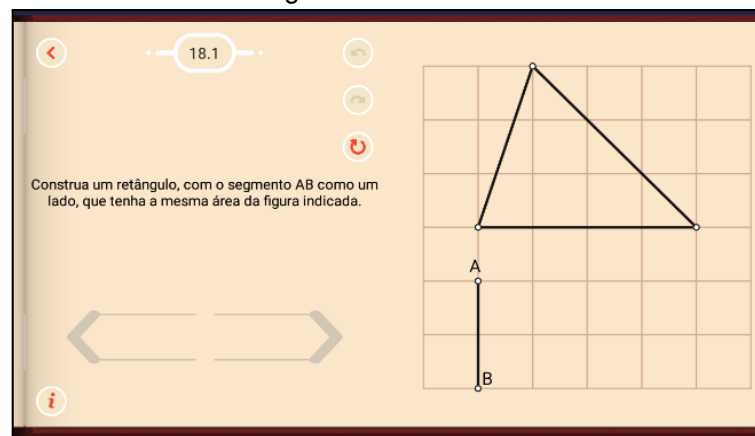 18.1
Construa um retângulo, com o segmento AB como um
lado, que tenha a mesma área da figura indicada.
A
B
i